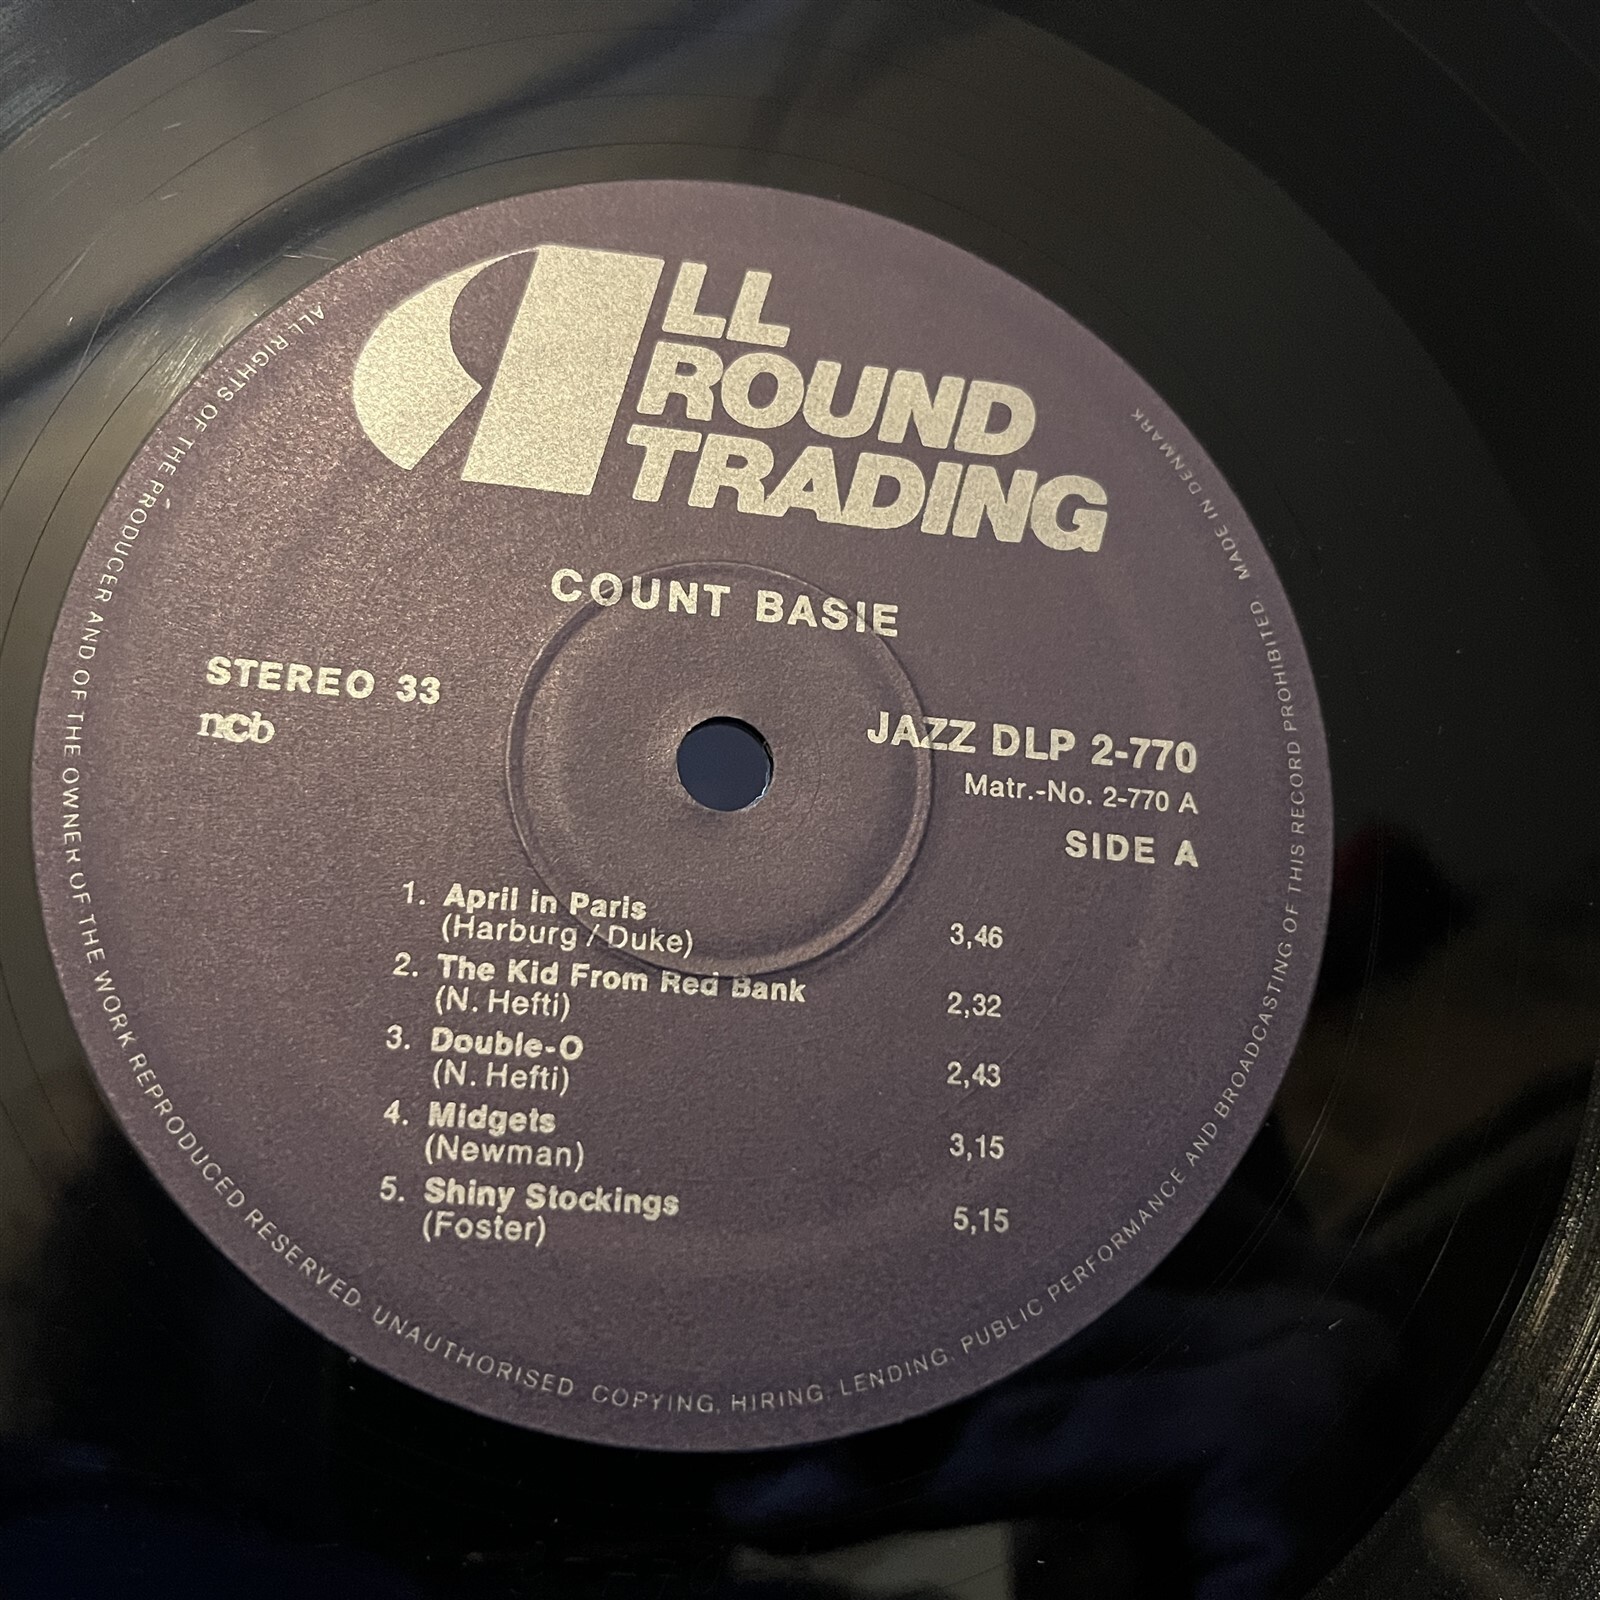 ALL
ROUND
TRADING
COUNT BASIE
STEREO 33
ncb
JAZZ DLP 2-770
Matr.-No. 2-770 A
SIDE A
1. April in Paris
(Harburg / Duke) 3,46
2. The Kid From Red Bank
(N. Hefti) 2,32
3. Double-O
(N. Hefti) 2,43
4. Midgets
(Newman) 3,15
5. Shiny Stockings
(Foster) 5,15
ALL RIGHTS OF THE PRODUCER AND OF THE OWNER OF THE WORK REPRODUCED RESERVED. UNAUTHORISED COPYING, HIRING, LENDING, PUBLIC PERFORMANCE AND BROADCASTING OF THIS RECORD PROHIBITED. MADE IN DENMARK